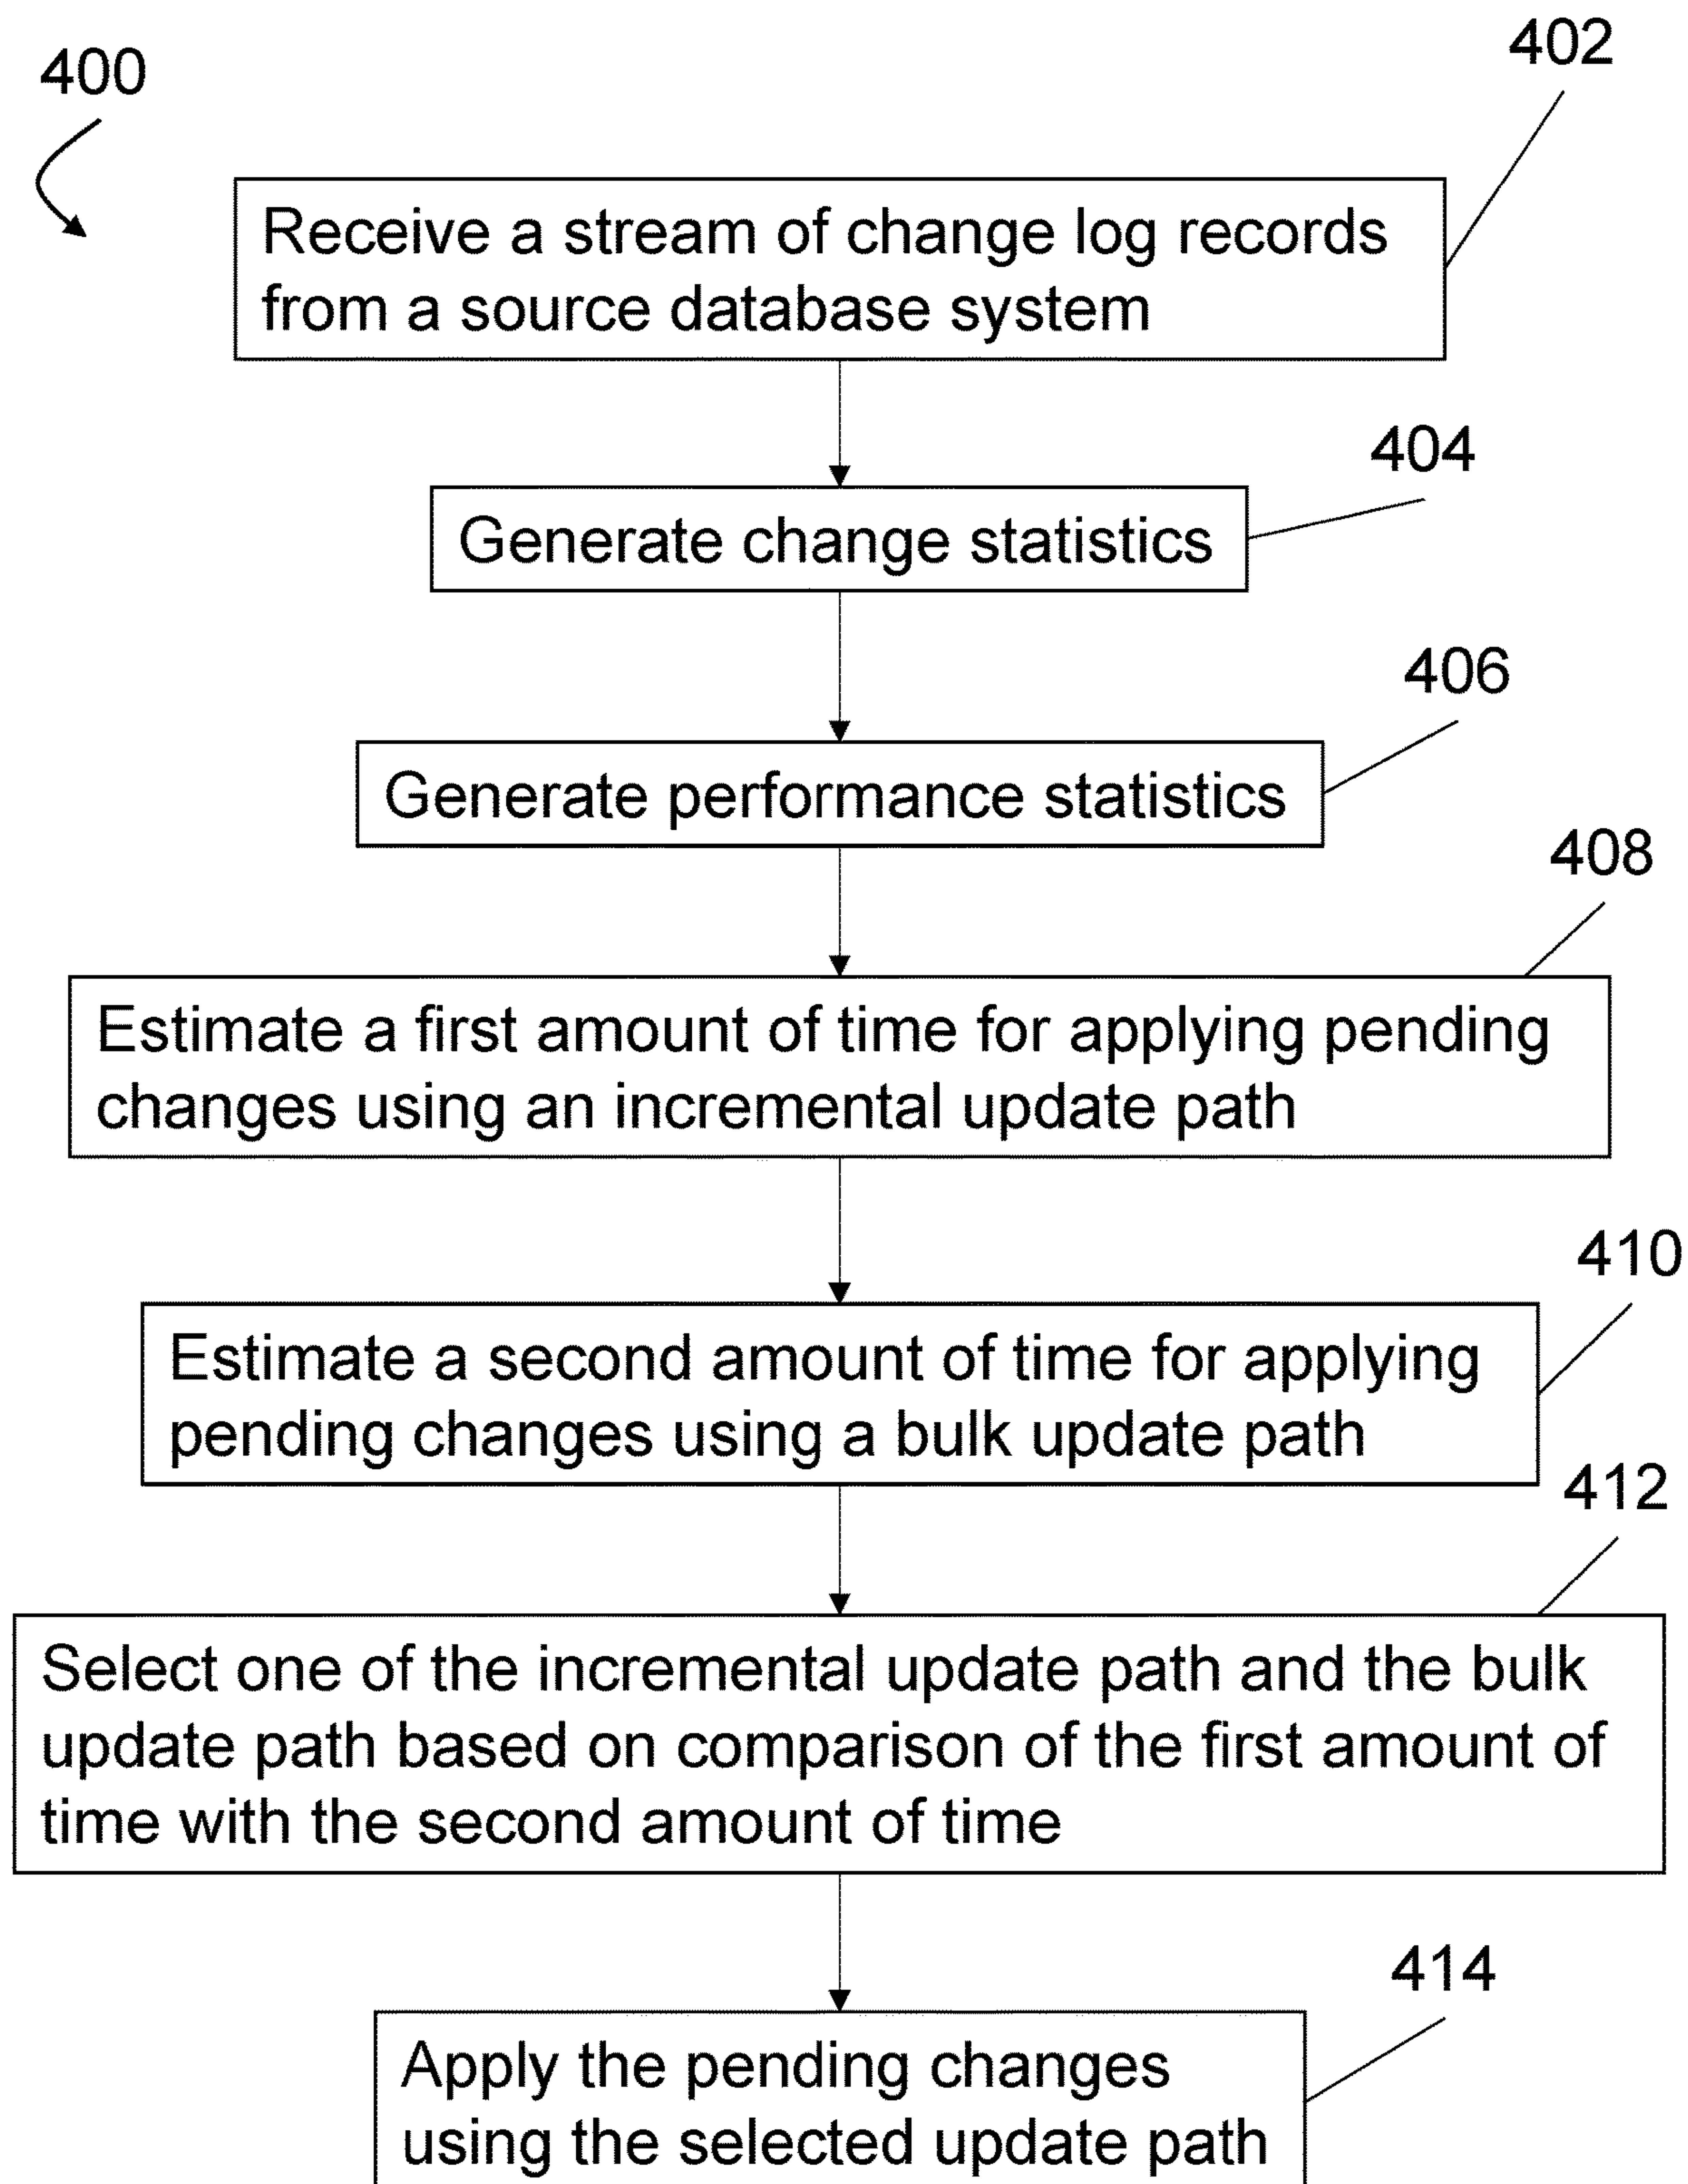 400
402
Receive a stream of change log records
from a source database system
404
Generate change statistics
406
Generate performance statistics
408
Estimate a first amount of time for applying pending
changes using an incremental update path
410
Estimate a second amount of time for applying
pending changes using a bulk update path
412
Select one of the incremental update path and the bulk
update path based on comparison of the first amount of
time with the second amount of time
414
Apply the pending changes
using the selected update path